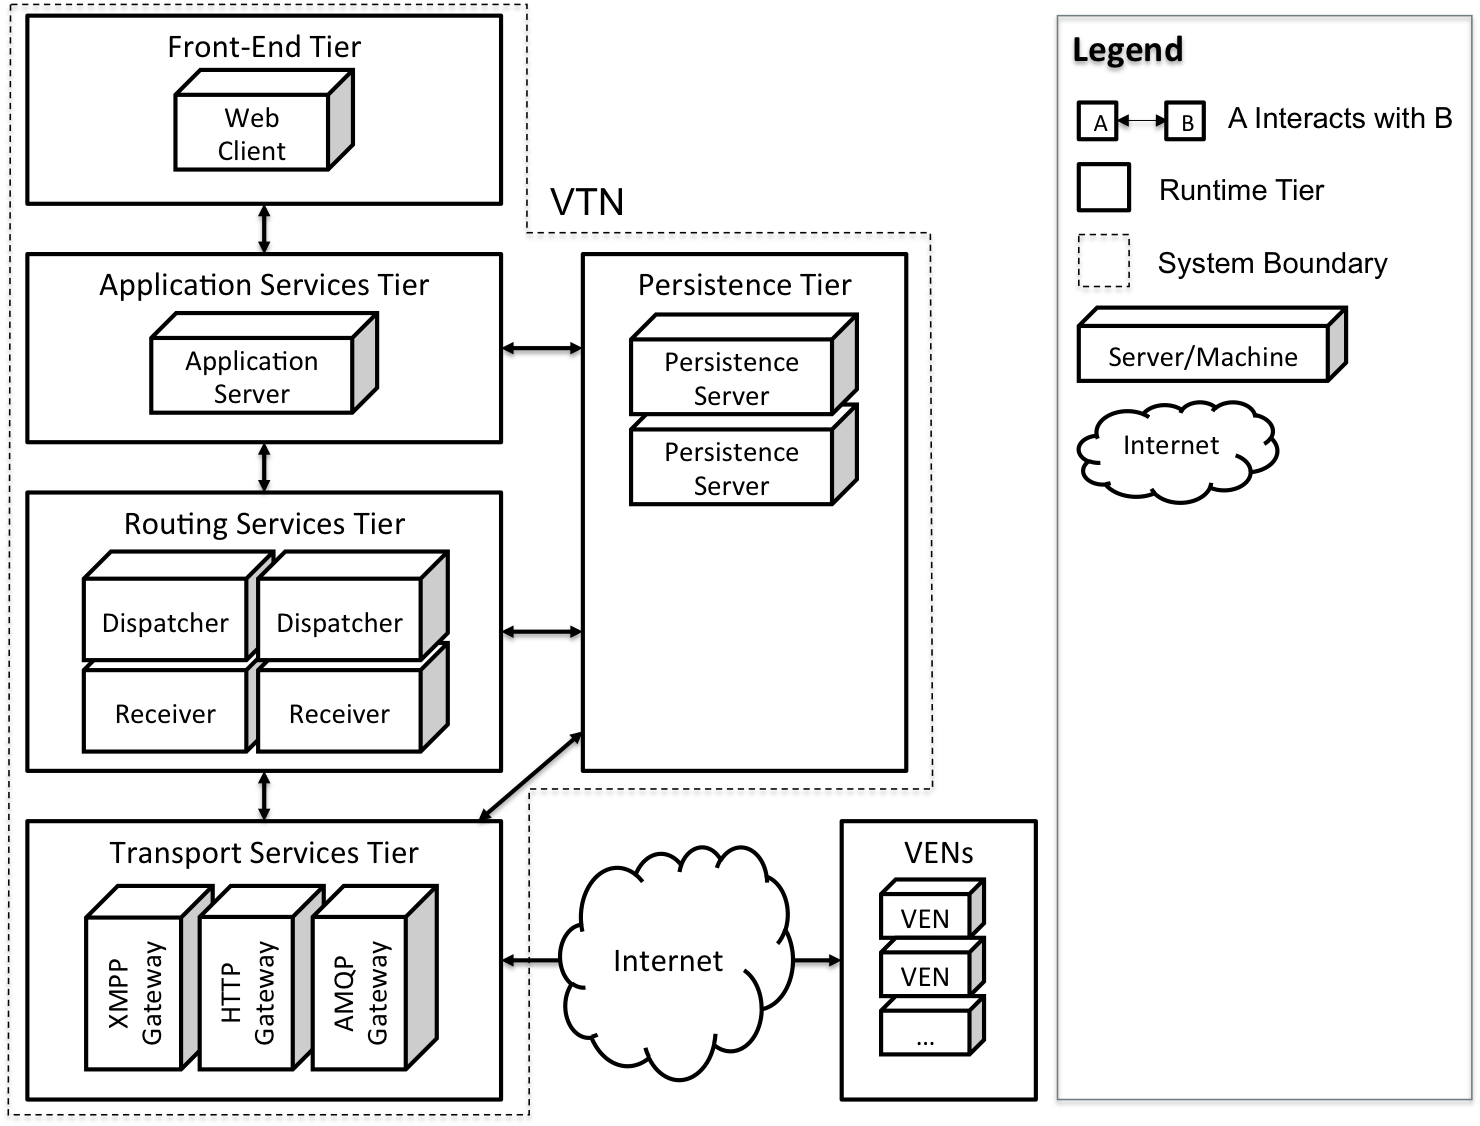 Front-End Tier
Web
Client
VTN
Application Services Tier
Application
Server
Persistence Tier
Persistence
Server
Persistence
Server
Routing Services Tier
Dispatcher
Dispatcher
Receiver
Receiver
Transport Services Tier
XMPP
Gateway
HTTP
Gateway
AMQP
Gateway
Internet
VENs
VEN
VEN
...
Legend
A
B
A Interacts with B
Runtime Tier
System Boundary
Server/Machine
Internet